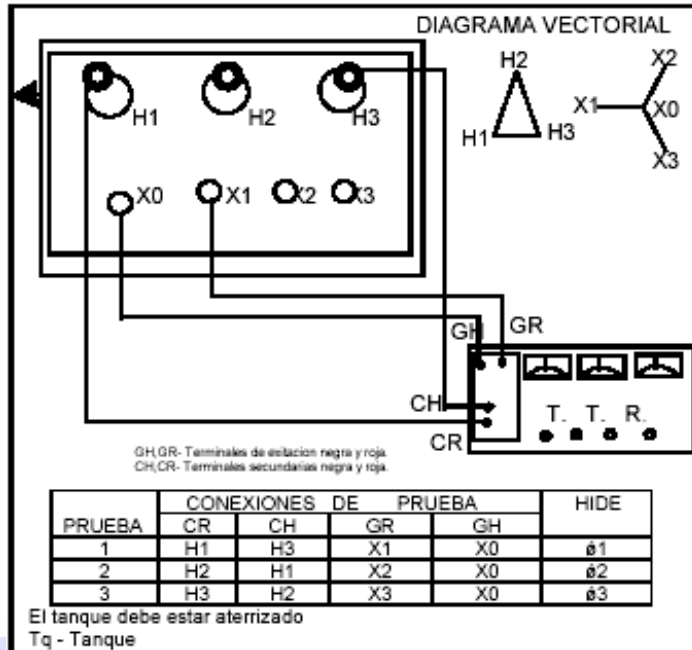 DIAGRAMA VECTORIAL
H2
X2
H1
H2
H3
X1
X0
H1
H3
X3
X0
X1
X2
X3
GH
GR
CH
T. T. R.
CR
GH,GR- Terminales de exitacion negra y roja.
CH,CR- Terminales secundarias negra y roja.
CONEXIONES DE PRUEBA HIDE
PRUEBA CR CH GR GH
1 H1 H3 X1 X0 ø1
2 H2 H1 X2 X0 ø2
3 H3 H2 X3 X0 ø3
El tanque debe estar aterrizado
Tq - Tanque